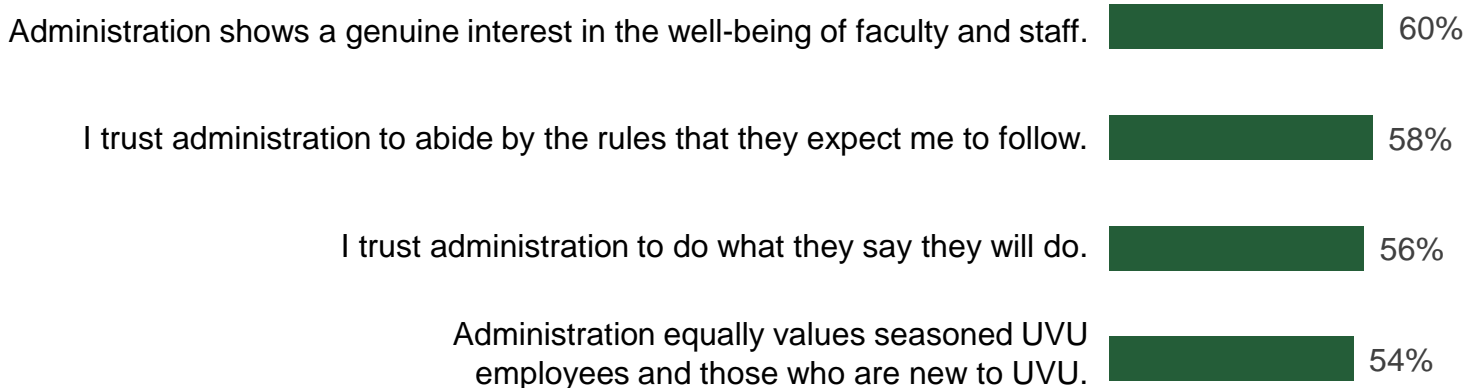 Administration shows a genuine interest in the well-being of faculty and staff. 60%
I trust administration to abide by the rules that they expect me to follow. 58%
I trust administration to do what they say they will do. 56%
Administration equally values seasoned UVU
employees and those who are new to UVU. 54%